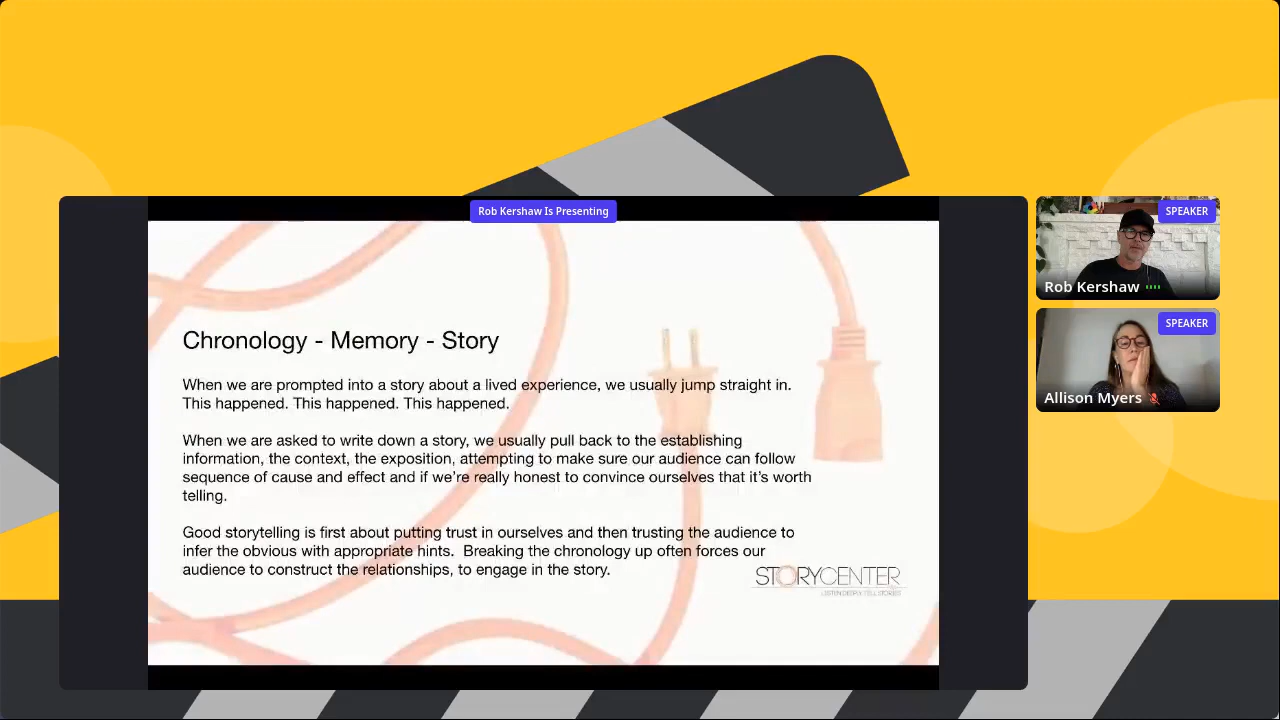 Rob Kershaw Is Presenting
SPEAKER
Rob Kershaw
SPEAKER
Allison Myers
Chronology - Memory - Story
When we are prompted into a story about a lived experience, we usually jump straight in.
This happened. This happened. This happened.
When we are asked to write down a story, we usually pull back to the establishing
information, the context, the exposition, attempting to make sure our audience can follow
sequence of cause and effect and if we're really honest to convince ourselves that it's worth
telling.
Good storytelling is first about putting trust in ourselves and then trusting the audience to
infer the obvious with appropriate hints.  Breaking the chronology up often forces our
audience to construct the relationships, to engage in the story.
STORYCENTER
LISTEN DEEPLY. TELL STORIES